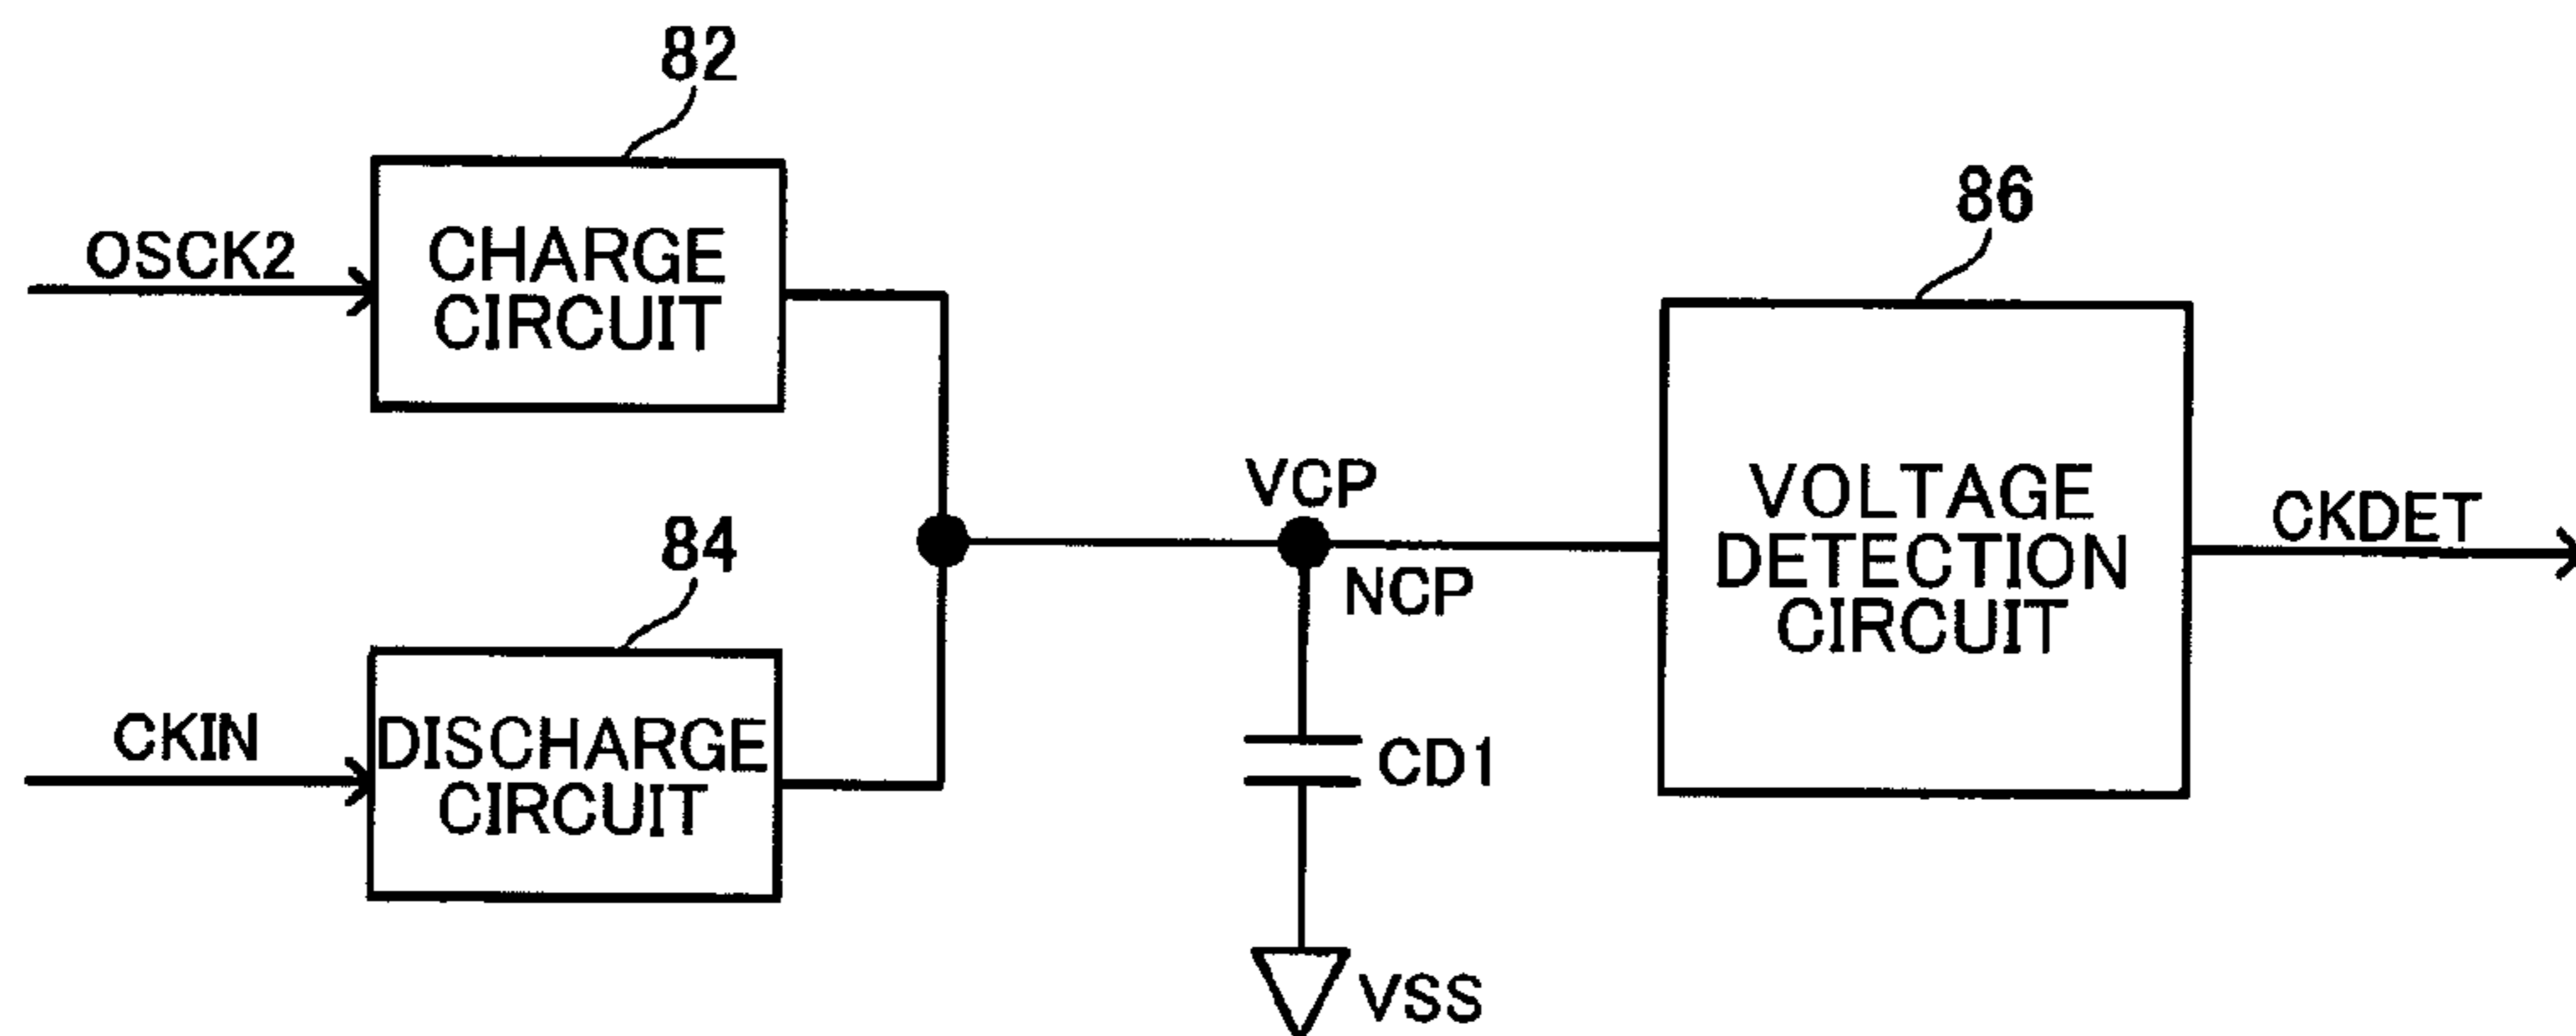 82
OSCK2
CHARGE
CIRCUIT
84
CKIN
DISCHARGE
CIRCUIT
VCP
NCP
CD1
VSS
86
VOLTAGE
DETECTION
CIRCUIT
CKDET